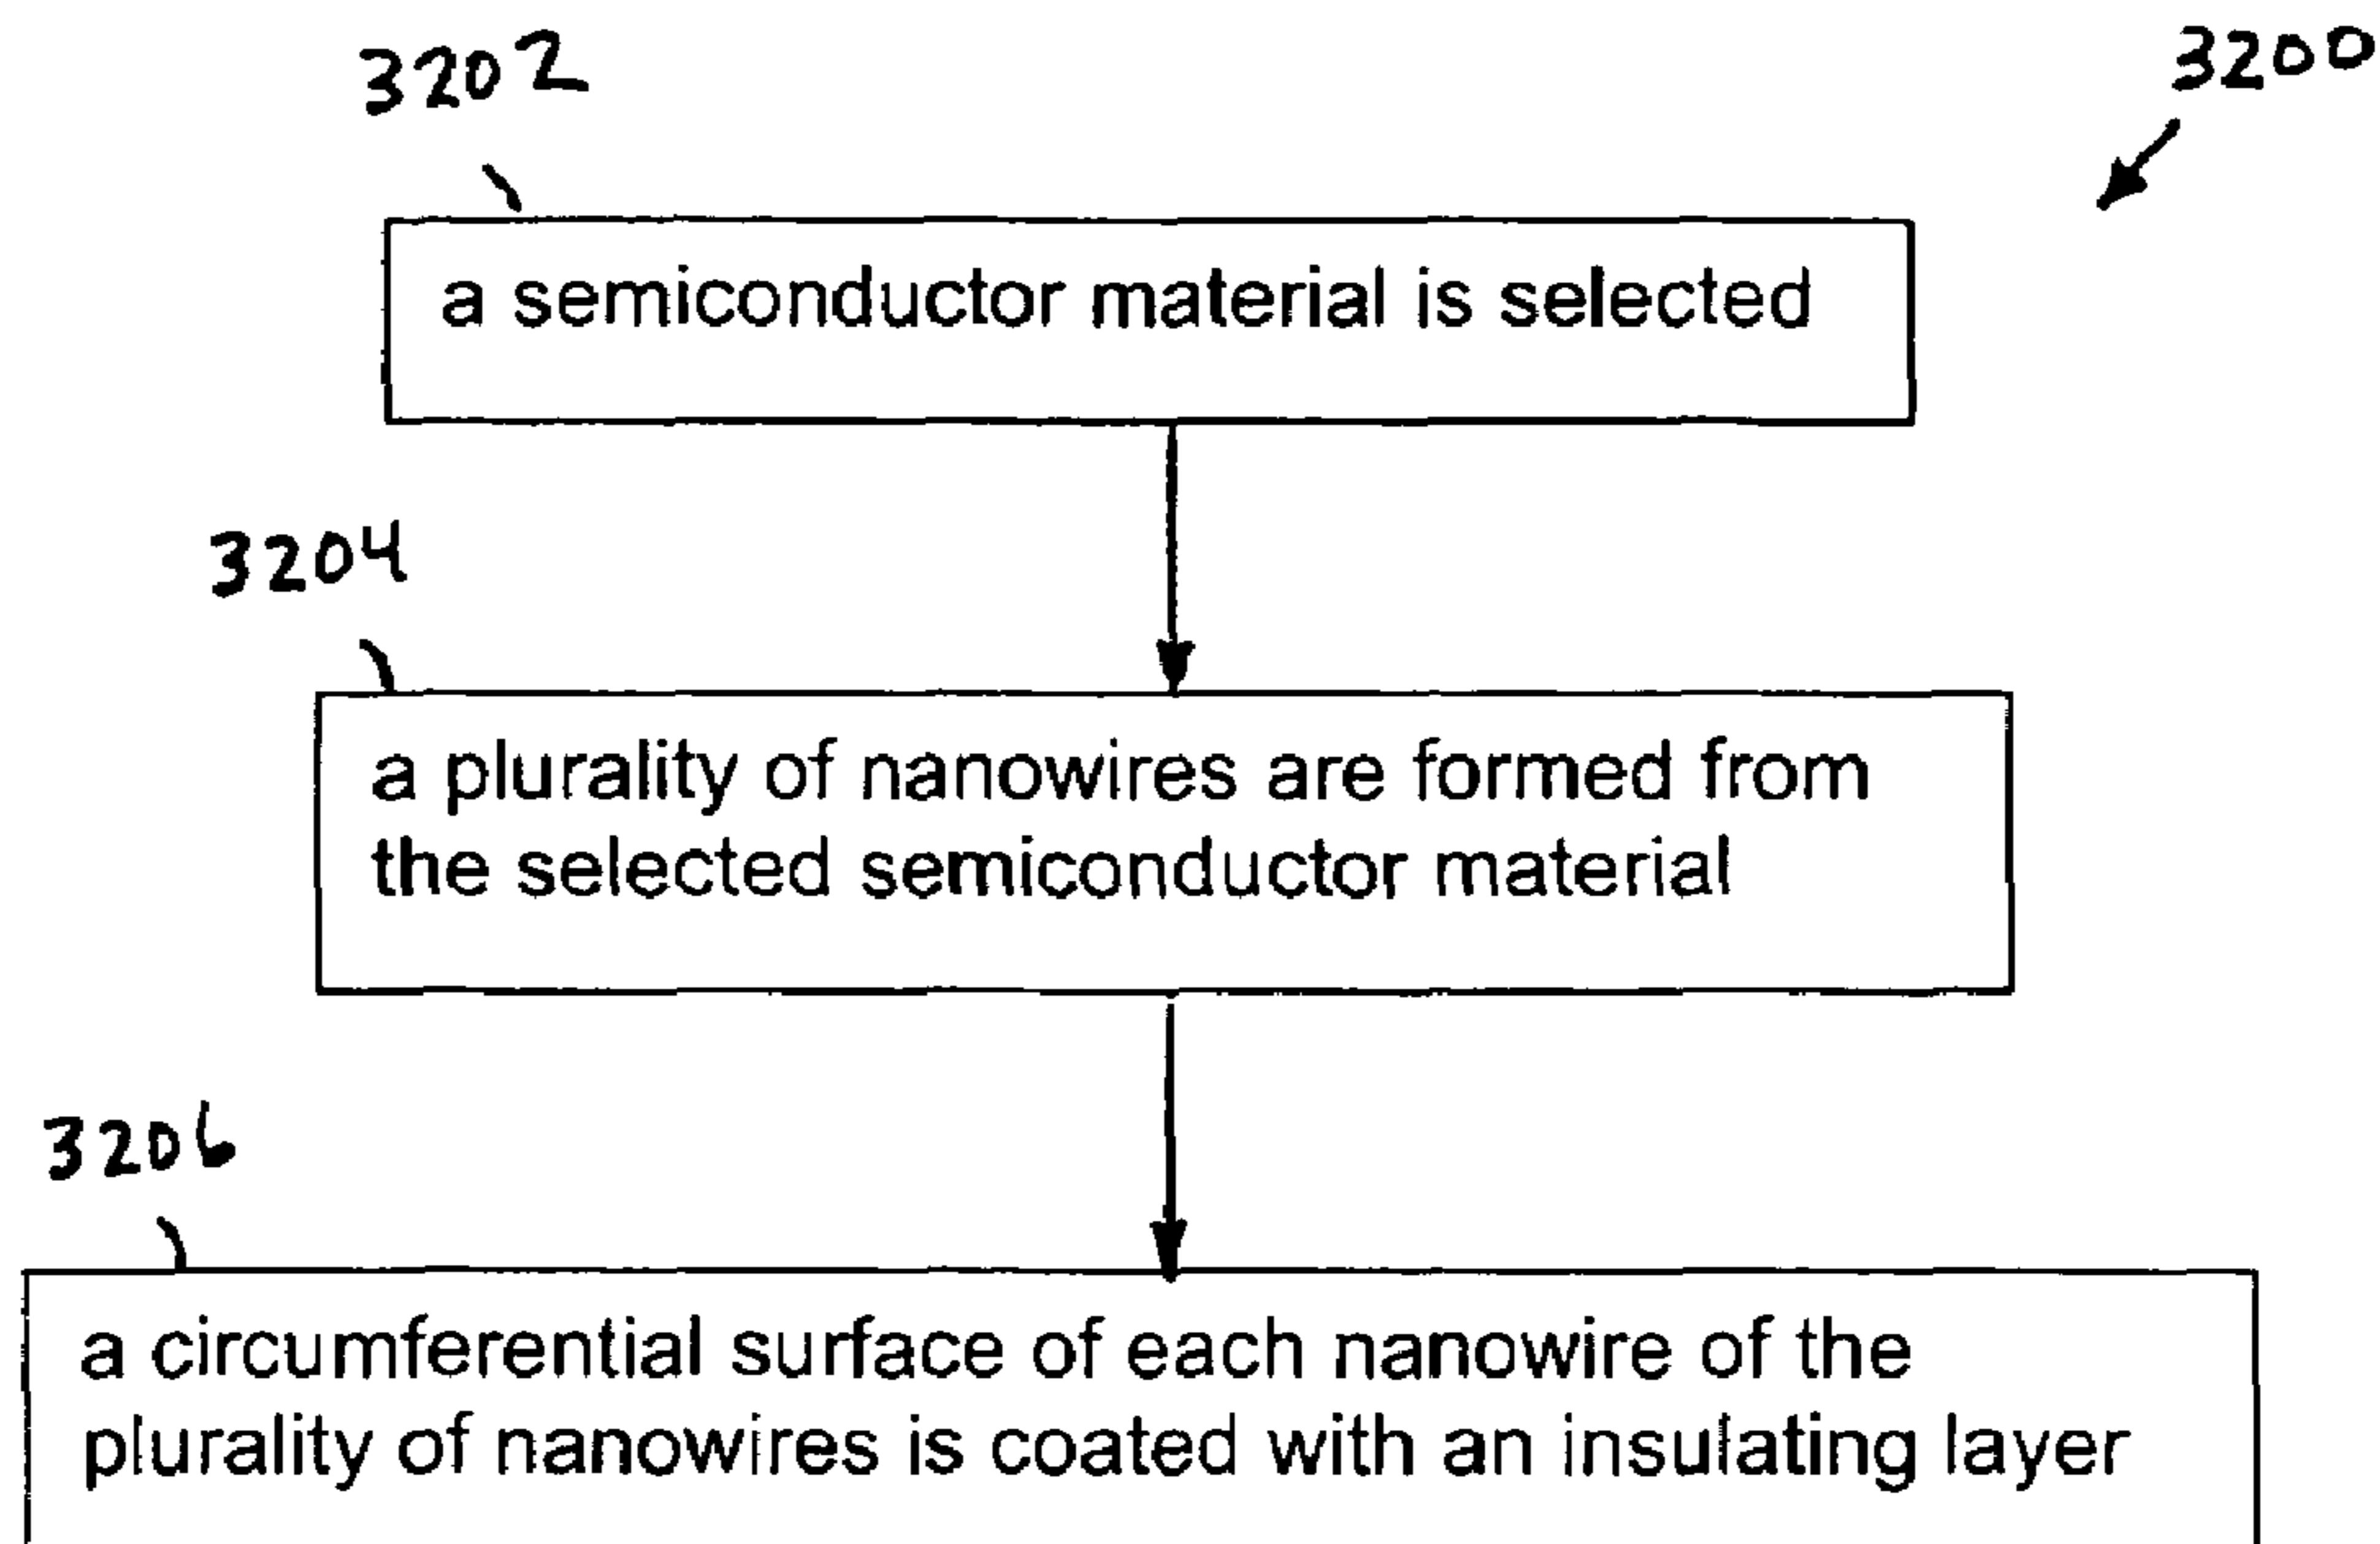 3202
3200
a semiconductor material is selected
3204
a plurality of nanowires are formed from
the selected semiconductor material
3206
a circumferential surface of each nanowire of the
plurality of nanowires is coated with an insulating layer